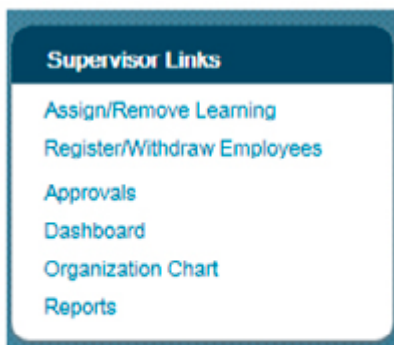 Supervisor Links
Assign/Remove Learning
Register/Withdraw Employees
Approvals
Dashboard
Organization Chart
Reports